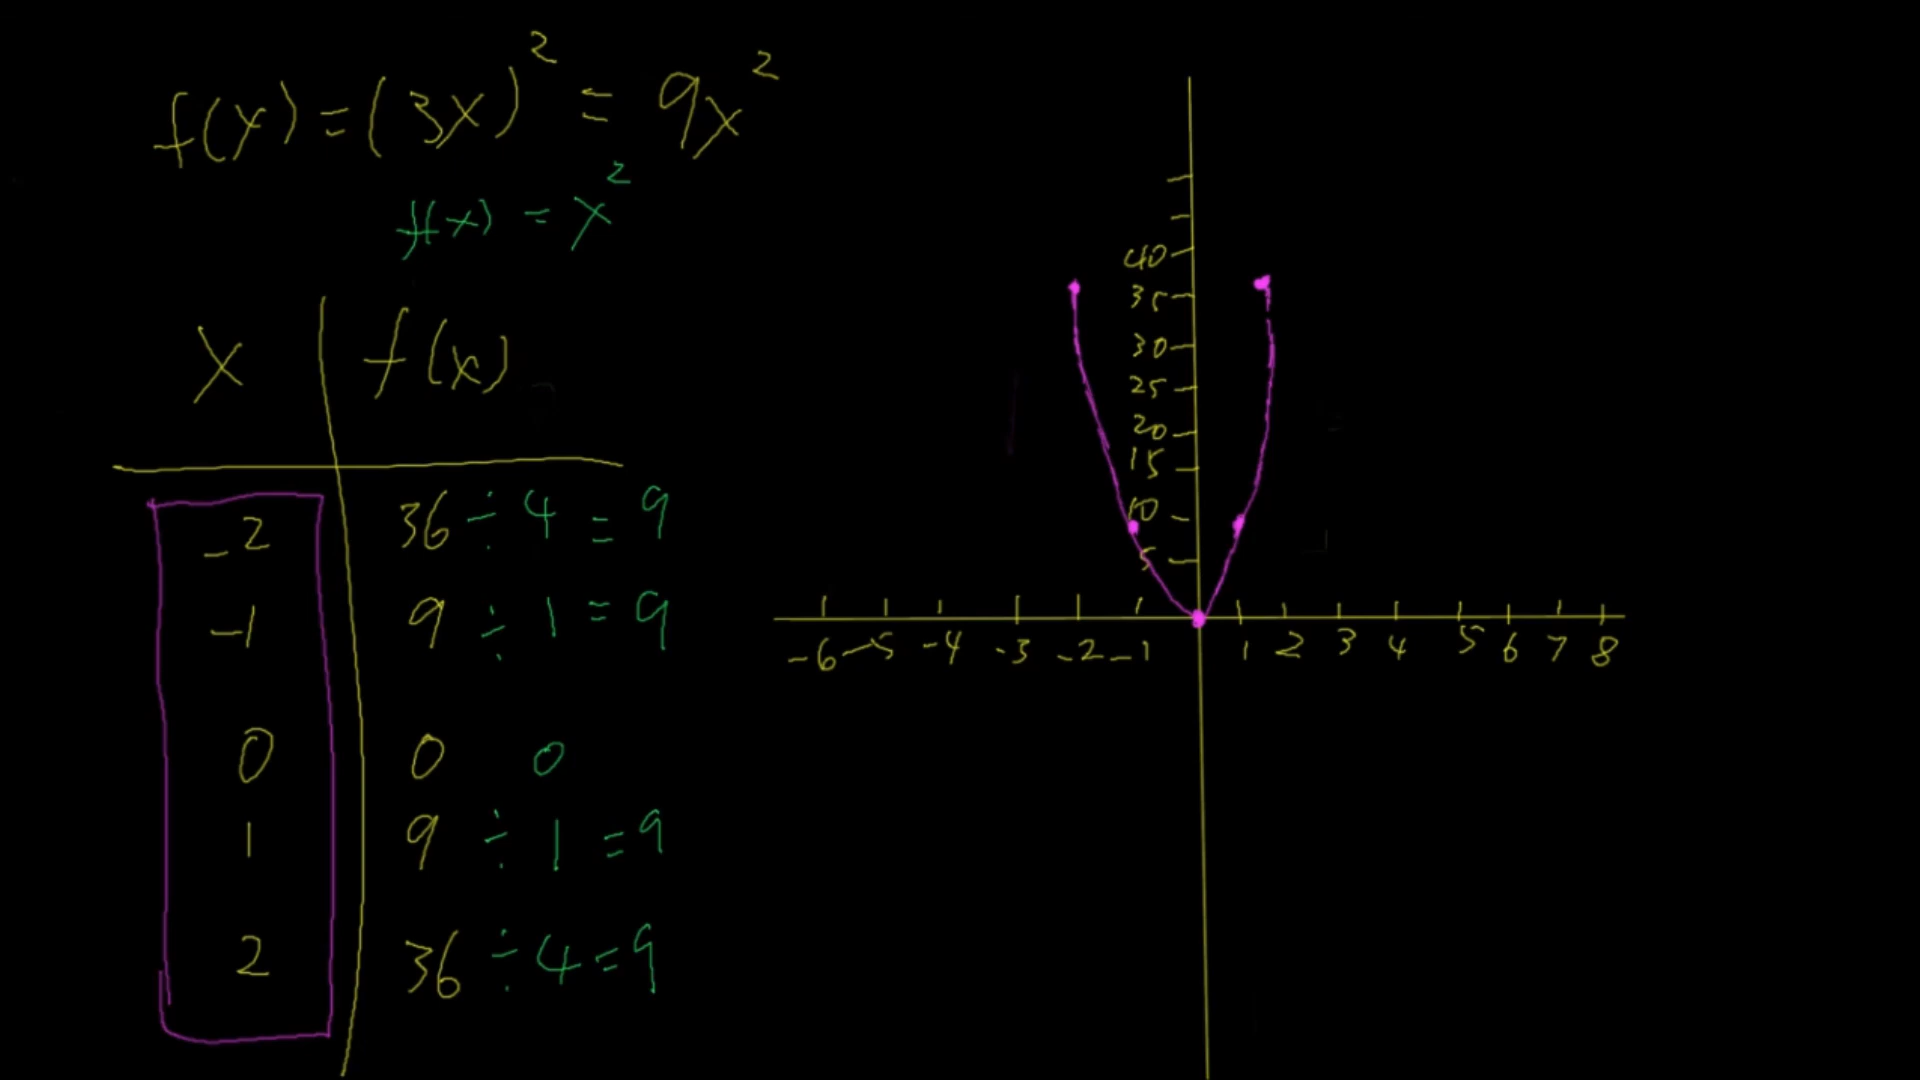 f(x) = (3x)² = 9x²
f(x) = x²
x f(x)
-2 36 ÷ 4 = 9
-1 9 ÷ 1 = 9
0 0 0
1 9 ÷ 1 = 9
2 36 ÷ 4 = 9
40
35
30
25
20
15
10
5
-6 -5 -4 -3 -2 -1 1 2 3 4 5 6 7 8